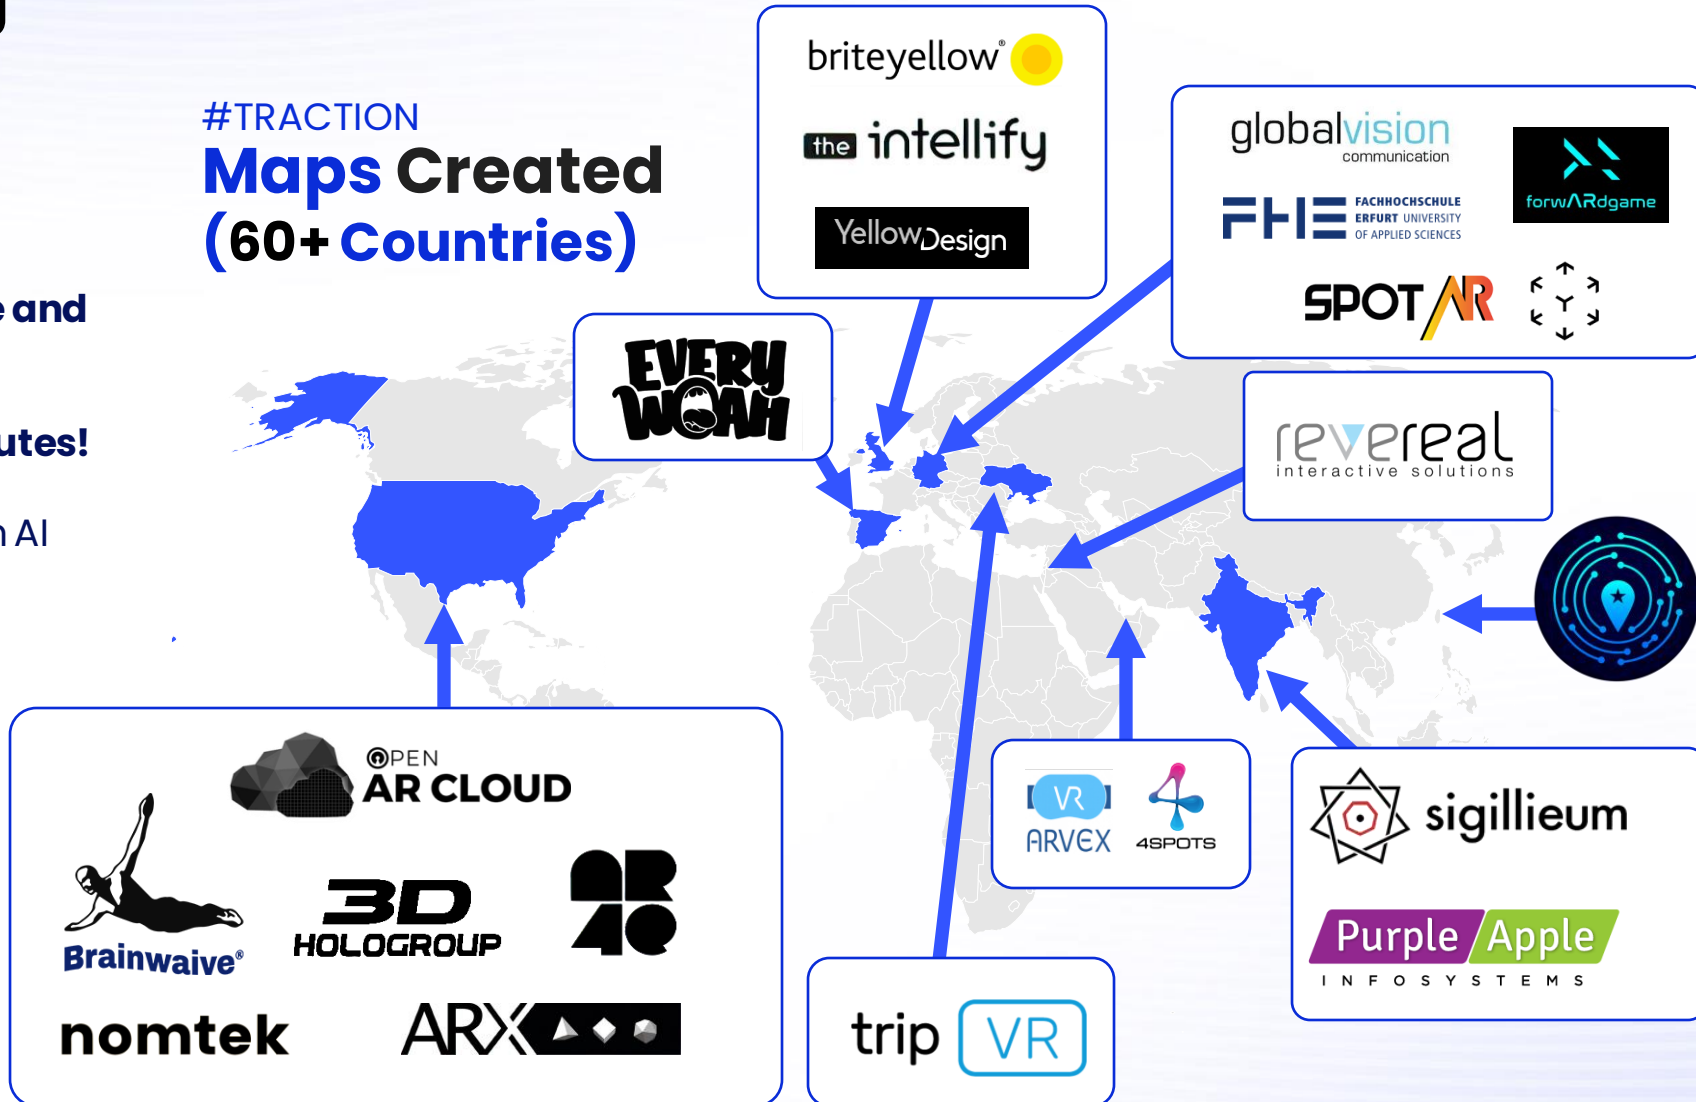 #TRACTION
Maps Created
(60+ Countries)
e and
utes!
n AI
briteyellow®
the intellify
YellowDesign
globalvision
communication
forwARdgame
FHE FACHHOCHSCHULE
ERFURT UNIVERSITY
OF APPLIED SCIENCES
SPOT AR
EVERY
WOAH
revereal
interactive solutions
OPEN
AR CLOUD
Brainwaive®
3D
HOLOGROUP
AR
4C
nomtek
ARX
trip VR
VR
ARVEX
4SPOTS
sigillieum
Purple Apple
INFOSYSTEMS